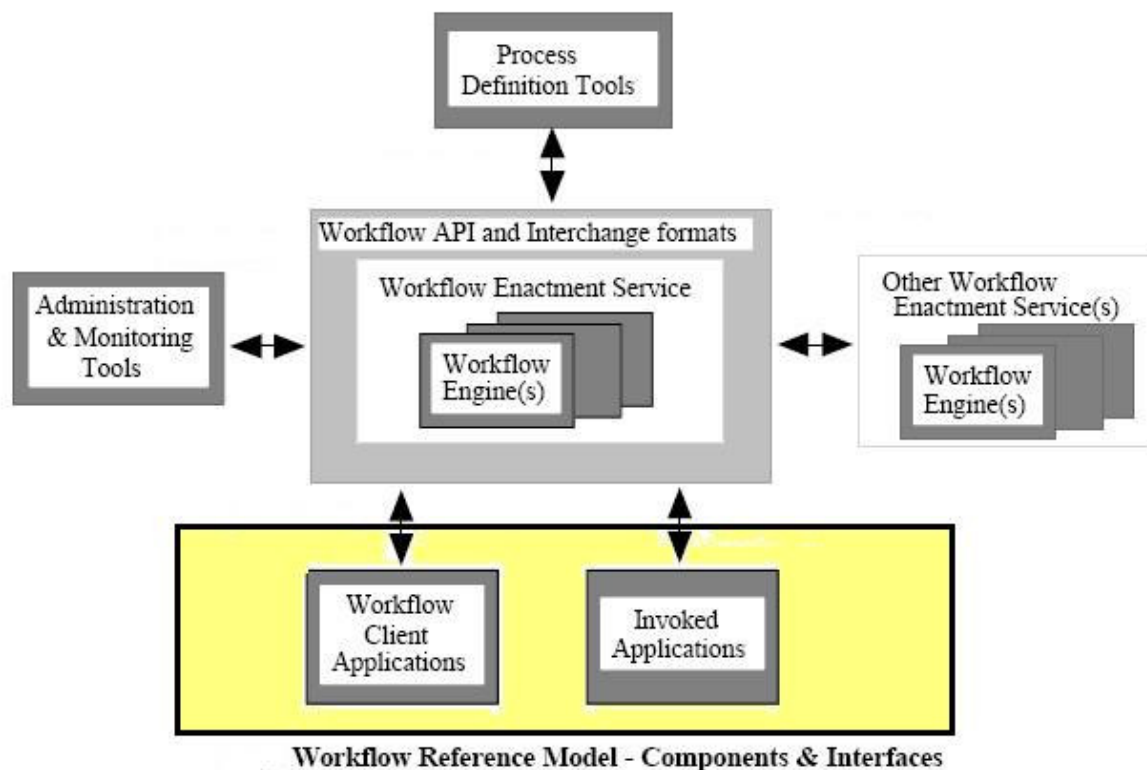 Process
Definition Tools
Workflow API and Interchange formats
Workflow Enactment Service
Workflow
Engine(s)
Administration
& Monitoring
Tools
Other Workflow
Enactment Service(s)
Workflow
Engine(s)
Workflow
Client
Applications
Invoked
Applications
Workflow Reference Model - Components & Interfaces